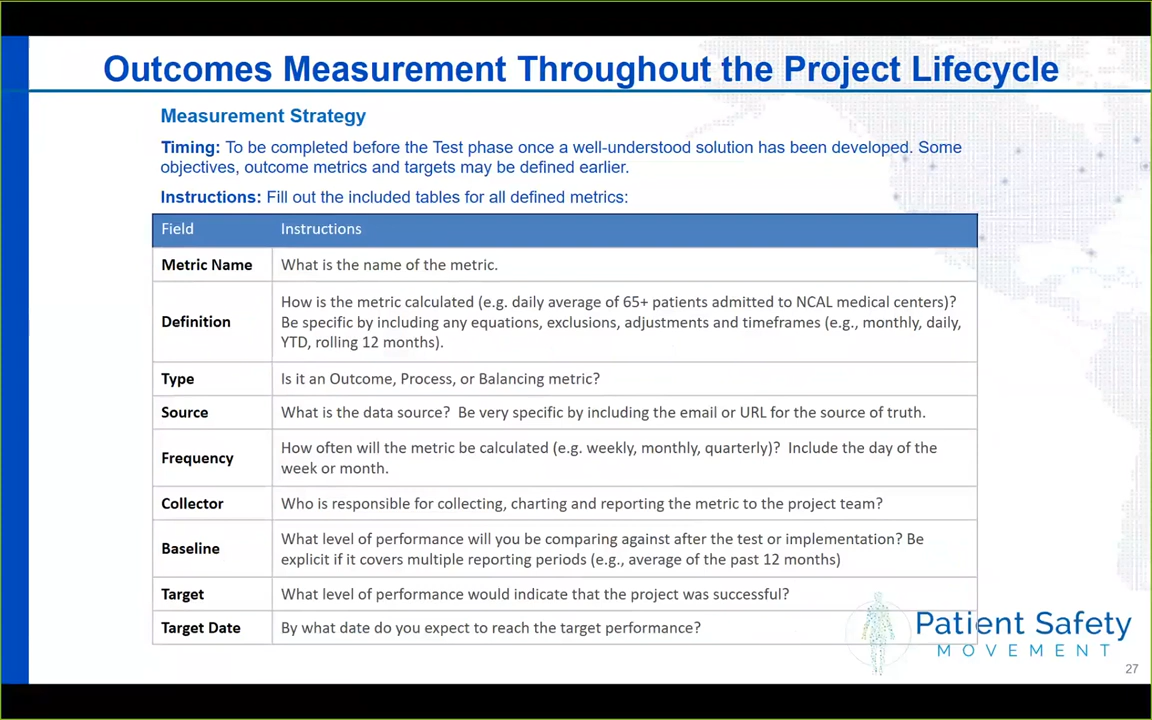 Outcomes Measurement Throughout the Project Lifecycle
Measurement Strategy
Timing: To be completed before the Test phase once a well-understood solution has been developed. Some
objectives, outcome metrics and targets may be defined earlier.
Instructions: Fill out the included tables for all defined metrics:
Field Instructions
Metric Name What is the name of the metric.
Definition How is the metric calculated (e.g. daily average of 65+ patients admitted to NCAL medical centers)?
Be specific by including any equations, exclusions, adjustments and timeframes (e.g., monthly, daily,
YTD, rolling 12 months).
Type Is it an Outcome, Process, or Balancing metric?
Source What is the data source?  Be very specific by including the email or URL for the source of truth.
Frequency How often will the metric be calculated (e.g. weekly, monthly, quarterly)?  Include the day of the
week or month.
Collector Who is responsible for collecting, charting and reporting the metric to the project team?
Baseline What level of performance will you be comparing against after the test or implementation? Be
explicit if it covers multiple reporting periods (e.g., average of the past 12 months)
Target What level of performance would indicate that the project was successful?
Target Date By what date do you expect to reach the target performance?
Patient Safety
MOVEMENT
27